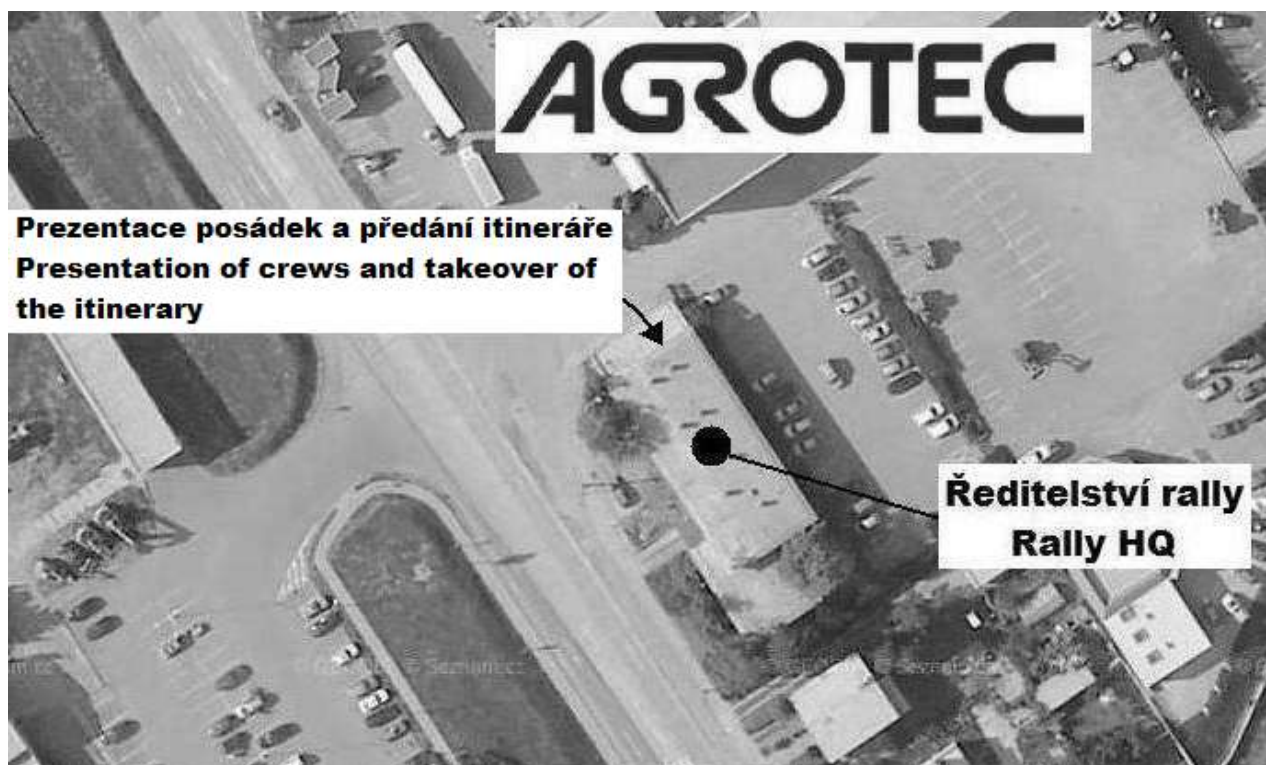 AGROTEC
Prezentace posádek a předání itineráře
Presentation of crews and takeover of
the itinerary
Ředitelství rally
Rally HQ